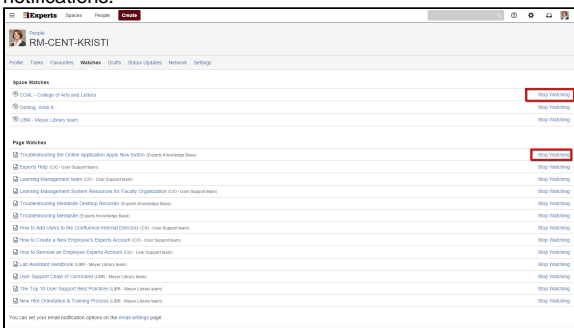 notifications.
Experts Spaces People Create
People
RM-CENT-KRISTI
Profile Tasks Favourites Watches Drafts Status Updates Network Settings
Space Watches
COAL - College of Arts and Letters Stop Watching
Oetting, Kristi A Stop Watching
LIBR - Meyer Library team Stop Watching
Page Watches
Troubleshooting the Online Application Apply Now button (Experts Knowledge Base) Stop Watching
Experts Help (CIO - User Support team) Stop Watching
Learning Management team (CIO - User Support team) Stop Watching
Learning Management System Resources for Faculty Organization (CIO - User Support team) Stop Watching
Troubleshooting Mediasite Desktop Recorder (Experts Knowledge Base) Stop Watching
Troubleshooting Mediasite (Experts Knowledge Base) Stop Watching
How to Add Users to the Confluence Internal Directory (CIO - User Support team) Stop Watching
How to Create a New Employee's Experts Account (CIO - User Support team) Stop Watching
How to Remove an Employee Experts Account (CIO - User Support team) Stop Watching
Lab Assistant Handbook (LIBR - Meyer Library team) Stop Watching
User Support Chain of Command (LIBR - Meyer Library team) Stop Watching
The Top 10 User Support Best Practices (LIBR - Meyer Library team) Stop Watching
New Hire Orientation & Training Process (LIBR - Meyer Library team) Stop Watching
You can set your email notification options on the email settings page.